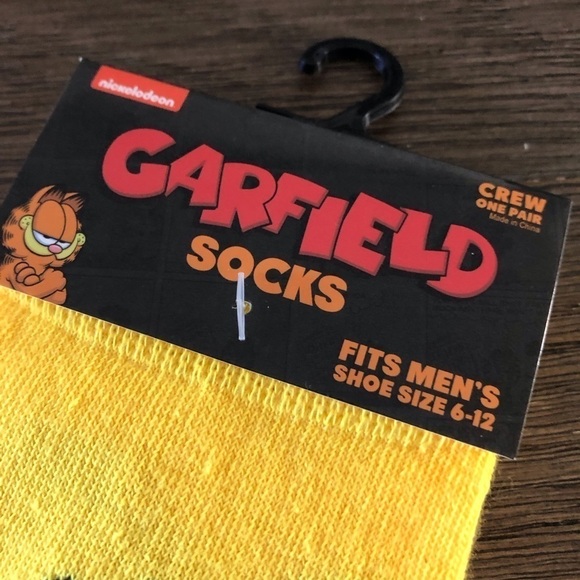 nickelodeon
GARFIELD
SOCKS
CREW
ONE PAIR
Made in China
FITS MEN'S
SHOE SIZE 6-12